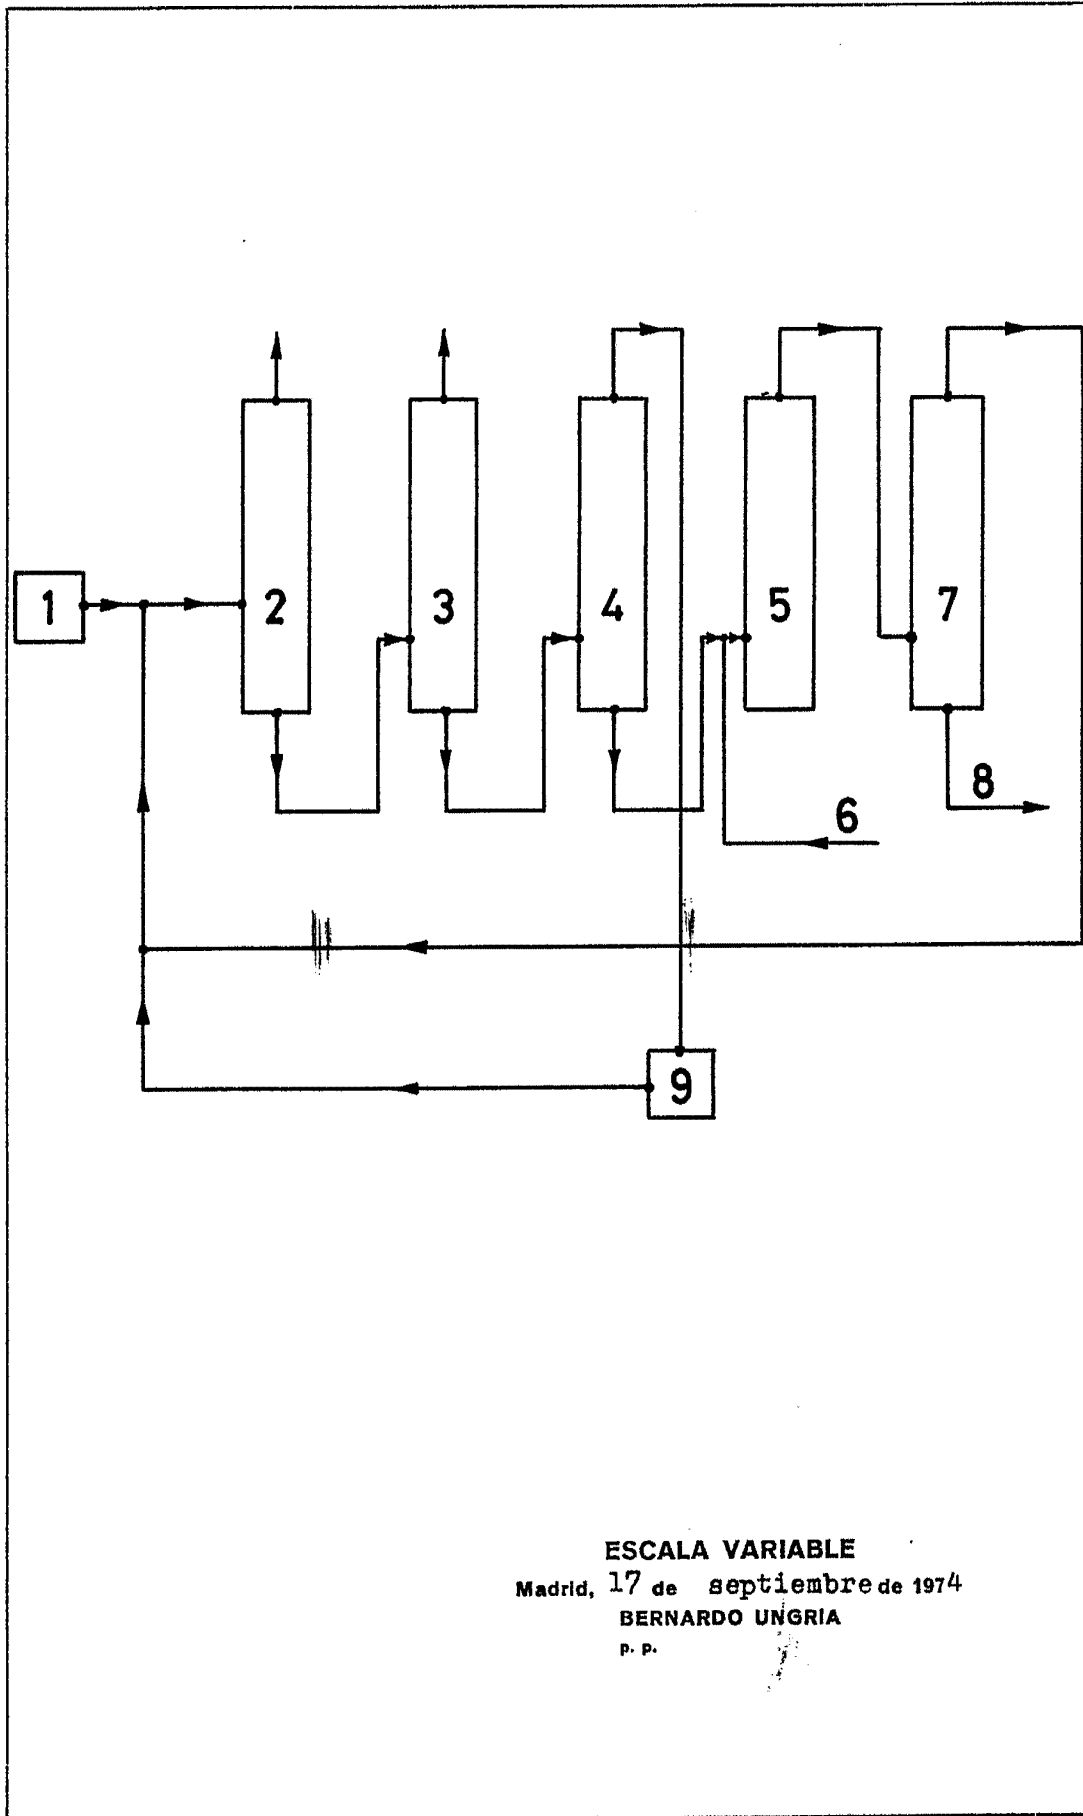 1
2
3
4
5
7
6
8
9
ESCALA VARIABLE
Madrid, 17 de septiembre de 1974
BERNARDO UNGRIA
p. p.